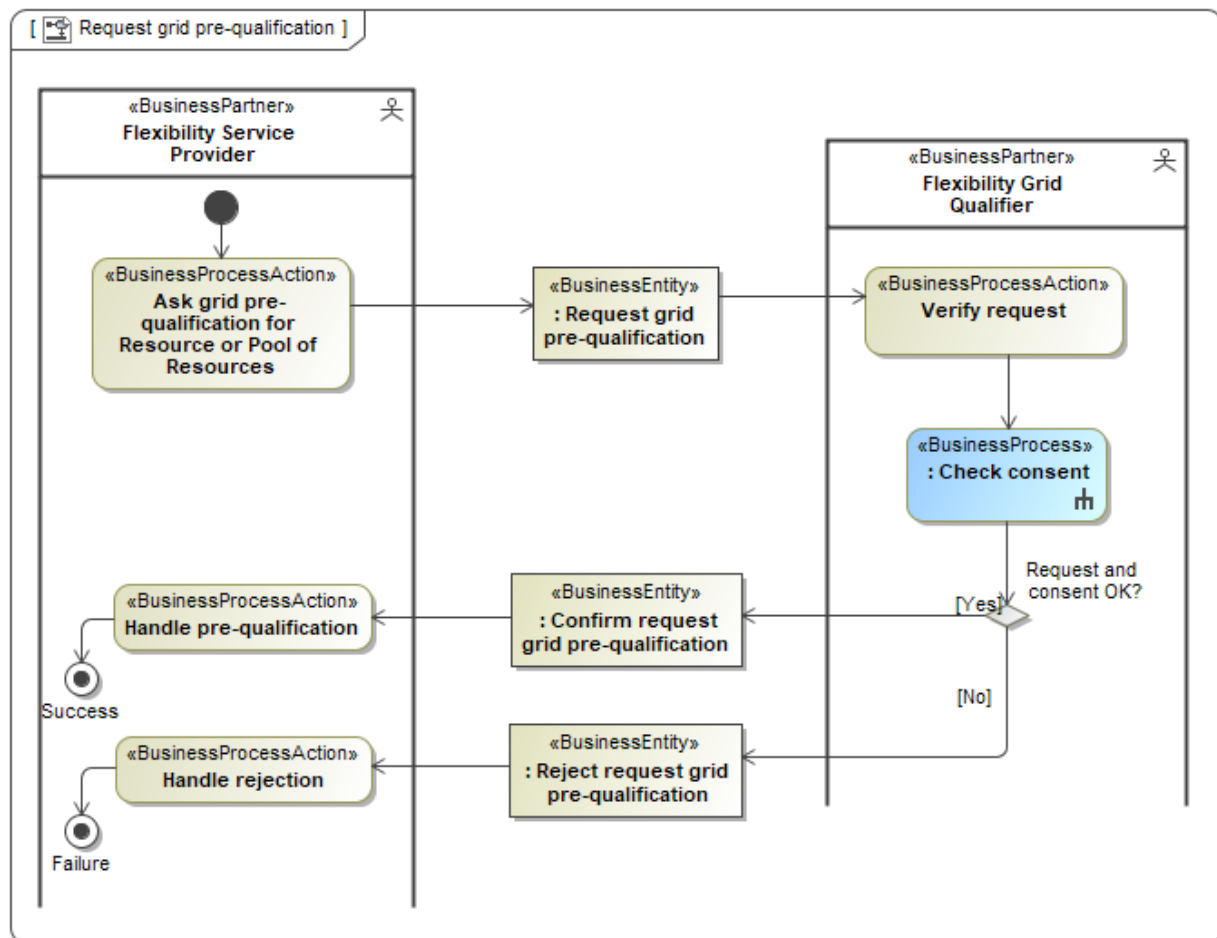 [ Request grid pre-qualification ]
«BusinessPartner»
Flexibility Service
Provider
«BusinessPartner»
Flexibility Grid
Qualifier
«BusinessProcessAction»
Ask grid pre-
qualification for
Resource or Pool of
Resources
«BusinessEntity»
: Request grid
pre-qualification
«BusinessProcessAction»
Verify request
«BusinessProcess»
: Check consent
Request and
consent OK?
[Yes]
«BusinessEntity»
: Confirm request
grid pre-qualification
«BusinessProcessAction»
Handle pre-qualification
Success
[No]
«BusinessEntity»
: Reject request grid
pre-qualification
«BusinessProcessAction»
Handle rejection
Failure